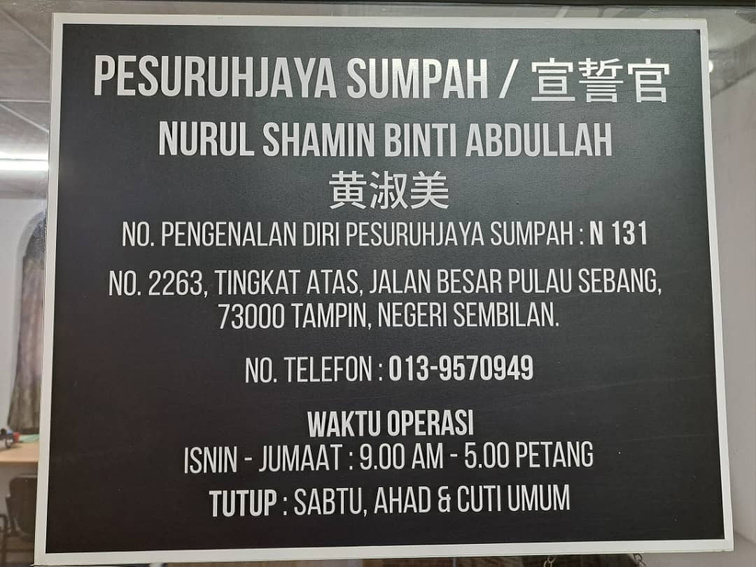 PESURUHJAYA SUMPAH / 宣誓官
NURUL SHAMIN BINTI ABDULLAH
黄淑美
NO. PENGENALAN DIRI PESURUHJAYA SUMPAH : N 131
NO. 2263, TINGKAT ATAS, JALAN BESAR PULAU SEBANG,
73000 TAMPIN, NEGERI SEMBILAN.
NO. TELEFON : 013-9570949
WAKTU OPERASI
ISNIN - JUMAAT : 9.00 AM - 5.00 PETANG
TUTUP : SABTU, AHAD & CUTI UMUM